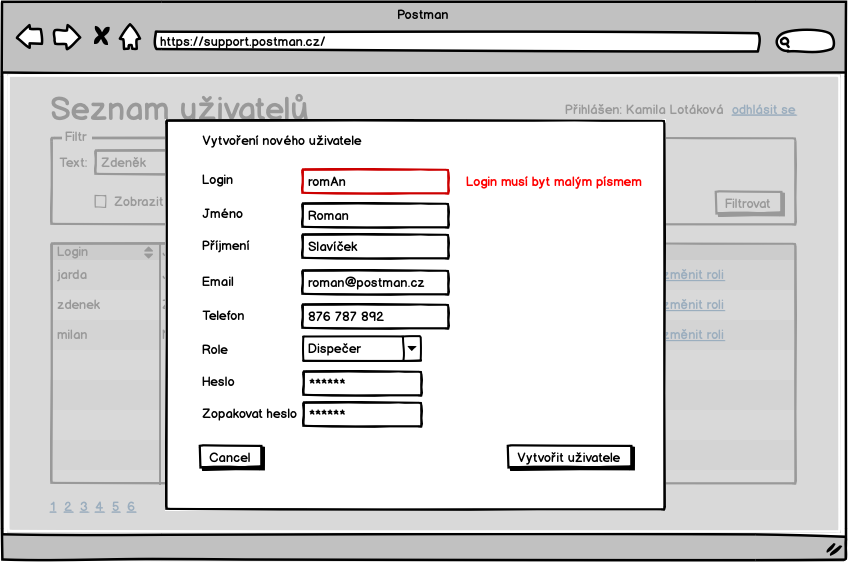 Postman
https://support.postman.cz/
Seznam uživatelů
Přihlášen: Kamila Lotáková odhlásit se
Filtr
Text: Zdeněk
Zobrazit
Filtrovat
Login
jarda změnit roli
zdenek změnit roli
milan změnit roli
1 2 3 4 5 6
Vytvoření nového uživatele
Login romAn Login musí byt malým písmem
Jméno Roman
Příjmení Slavíček
Email roman@postman.cz
Telefon 876 787 892
Role Dispečer
Heslo ******
Zopakovat heslo ******
Cancel Vytvořit uživatele